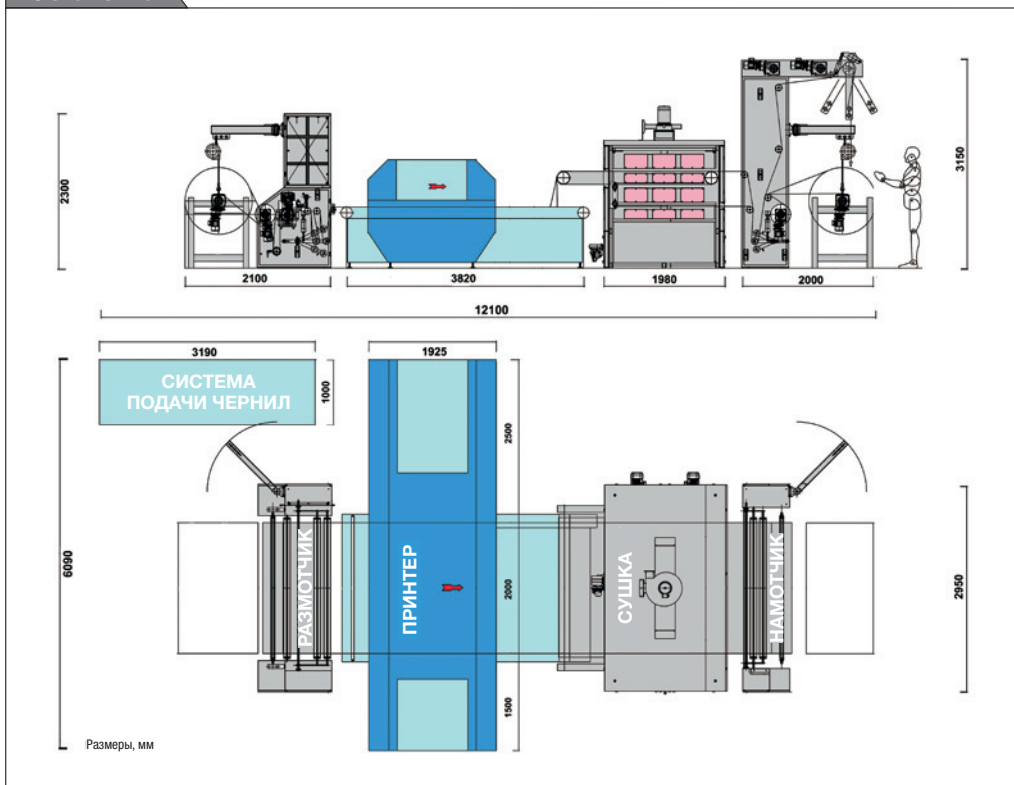 2300
3150
2100
3820
1980
2000
12100
3190
1925
СИСТЕМА
ПОДАЧИ ЧЕРНИЛ
1000
2500
6090
РАЗМОТЧИК
ПРИНТЕР
2000
СУШКА
НАМОТЧИК
2950
1500
Размеры, мм